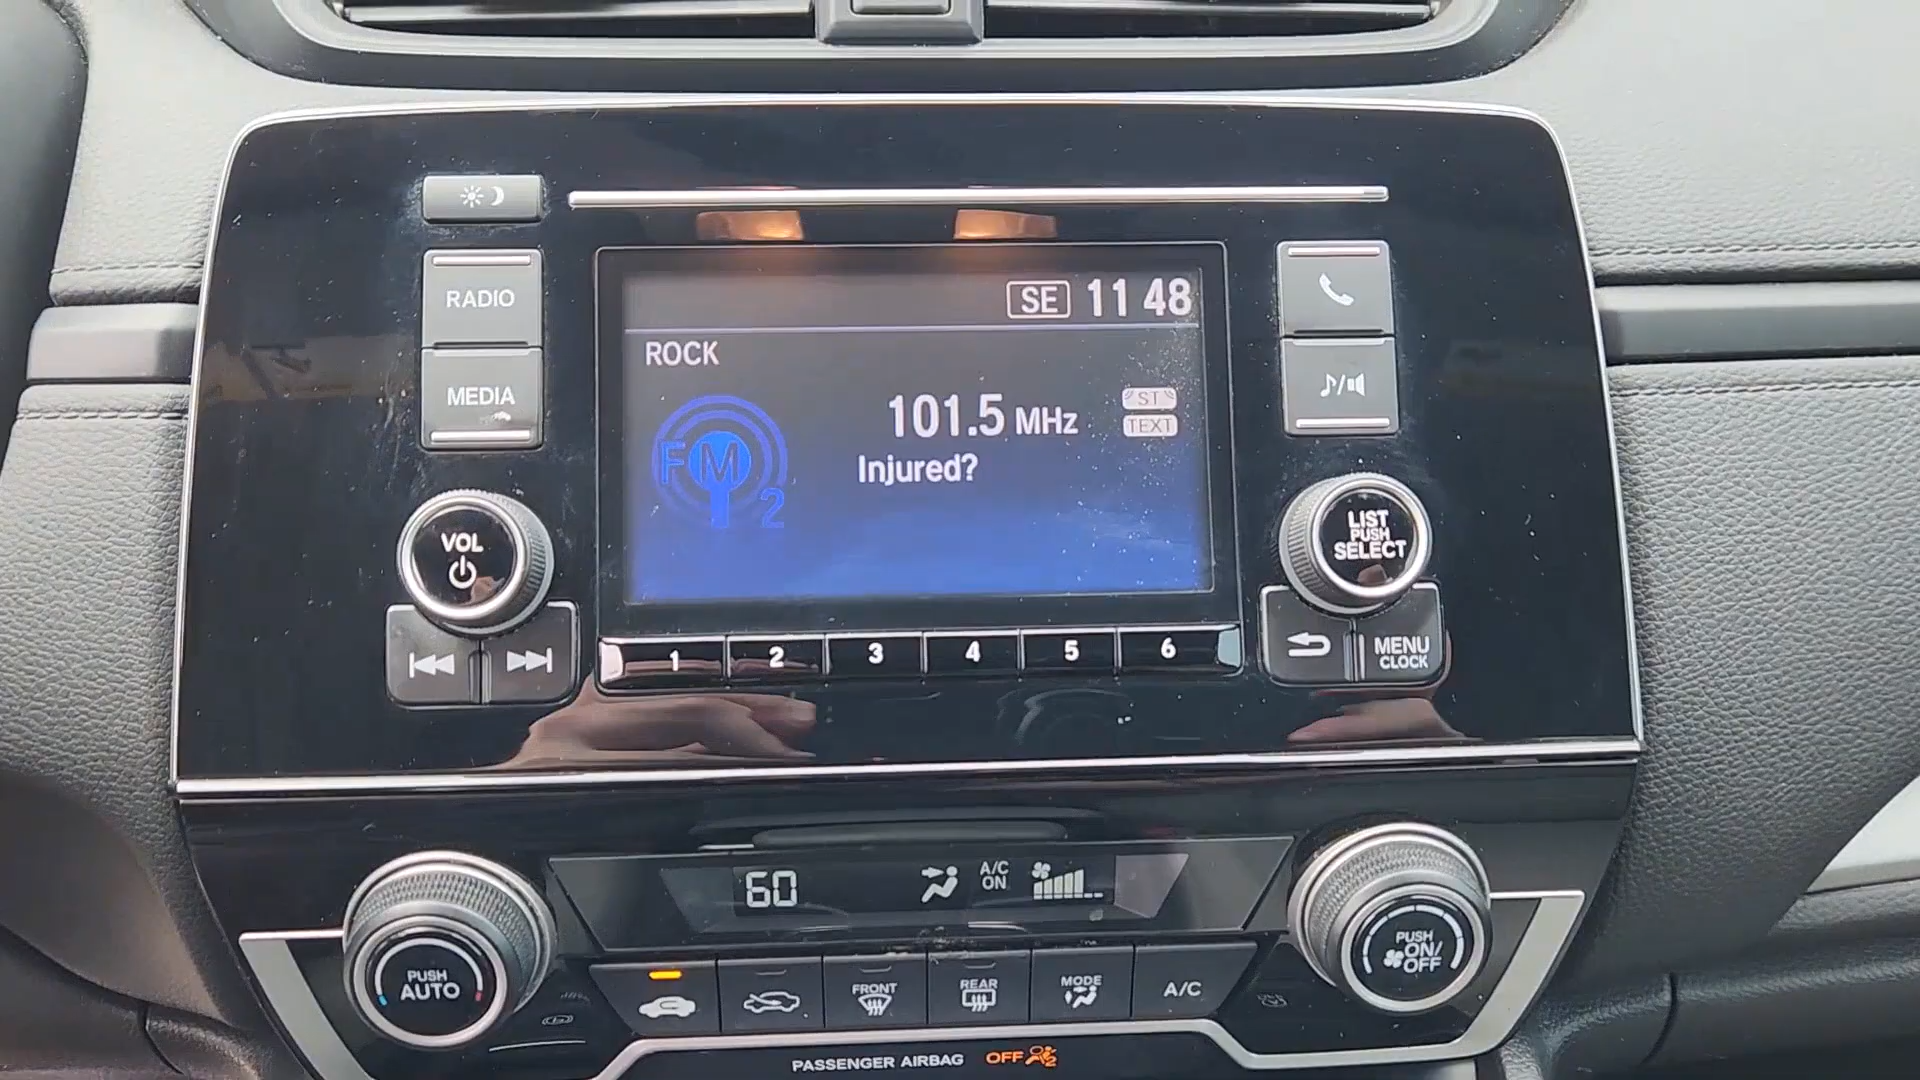 SE 11 48
RADIO
ROCK
MEDIA
101.5 MHz
ST
TEXT
FM
2
Injured?
VOL
LIST
PUSH
SELECT
1 2 3 4 5 6
MENU
CLOCK
60
A/C
ON
PUSH
AUTO
FRONT
REAR
MODE
A/C
PUSH
ON/
OFF
PASSENGER AIRBAG OFF 2